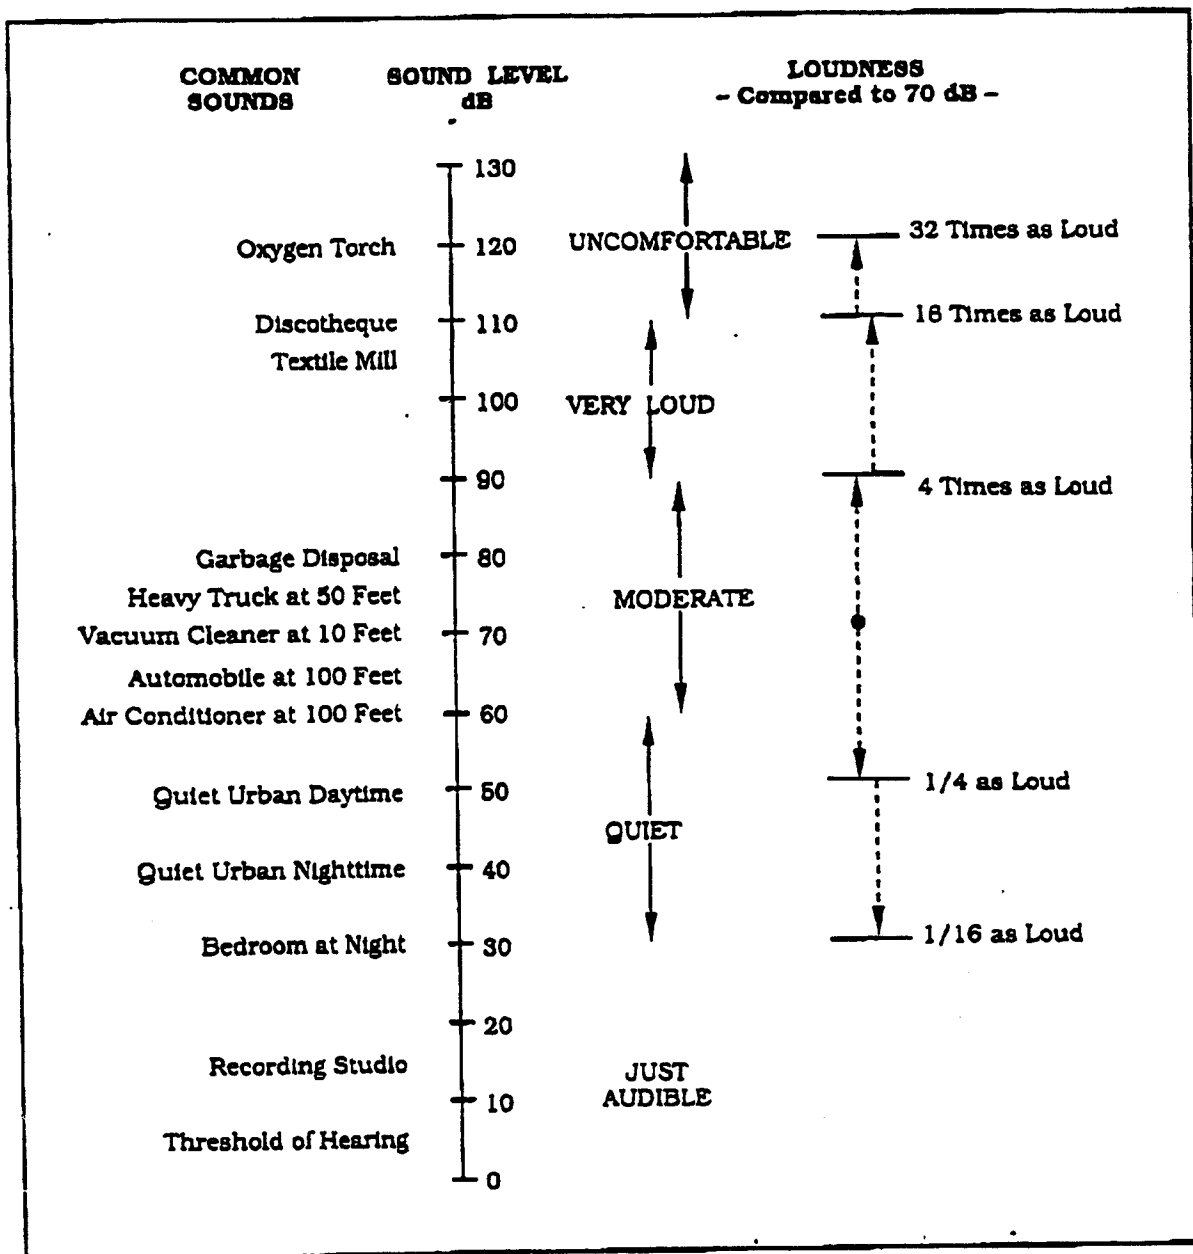 COMMON
SOUNDS
SOUND LEVEL
dB
LOUDNESS
- Compared to 70 dB -
130
120
110
100
90
80
70
60
50
40
30
20
10
0
Oxygen Torch
Discotheque
Textile Mill
Garbage Disposal
Heavy Truck at 50 Feet
Vacuum Cleaner at 10 Feet
Automobile at 100 Feet
Air Conditioner at 100 Feet
Quiet Urban Daytime
Quiet Urban Nighttime
Bedroom at Night
Recording Studio
Threshold of Hearing
UNCOMFORTABLE
VERY LOUD
MODERATE
QUIET
JUST
AUDIBLE
32 Times as Loud
16 Times as Loud
4 Times as Loud
1/4 as Loud
1/16 as Loud